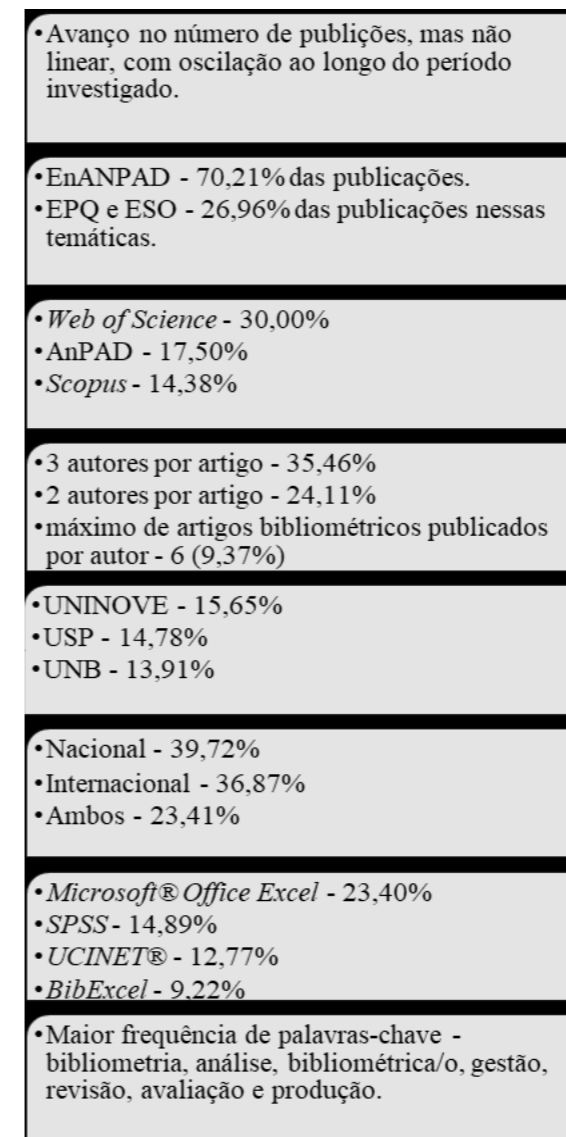 •Avanço no número de publições, mas não
linear, com oscilação ao longo do período
investigado.
•EnANPAD - 70,21% das publicações.
•EPQ e ESO - 26,96% das publicações nessas
temáticas.
•Web of Science - 30,00%
•AnPAD - 17,50%
•Scopus - 14,38%
•3 autores por artigo - 35,46%
•2 autores por artigo - 24,11%
•máximo de artigos bibliométricos publicados
por autor - 6 (9,37%)
•UNINOVE - 15,65%
•USP - 14,78%
•UNB - 13,91%
•Nacional - 39,72%
•Internacional - 36,87%
•Ambos - 23,41%
•Microsoft® Office Excel - 23,40%
•SPSS - 14,89%
•UCINET® - 12,77%
•BibExcel - 9,22%
•Maior frequência de palavras-chave -
bibliometria, análise, bibliométrica/o, gestão,
revisão, avaliação e produção.